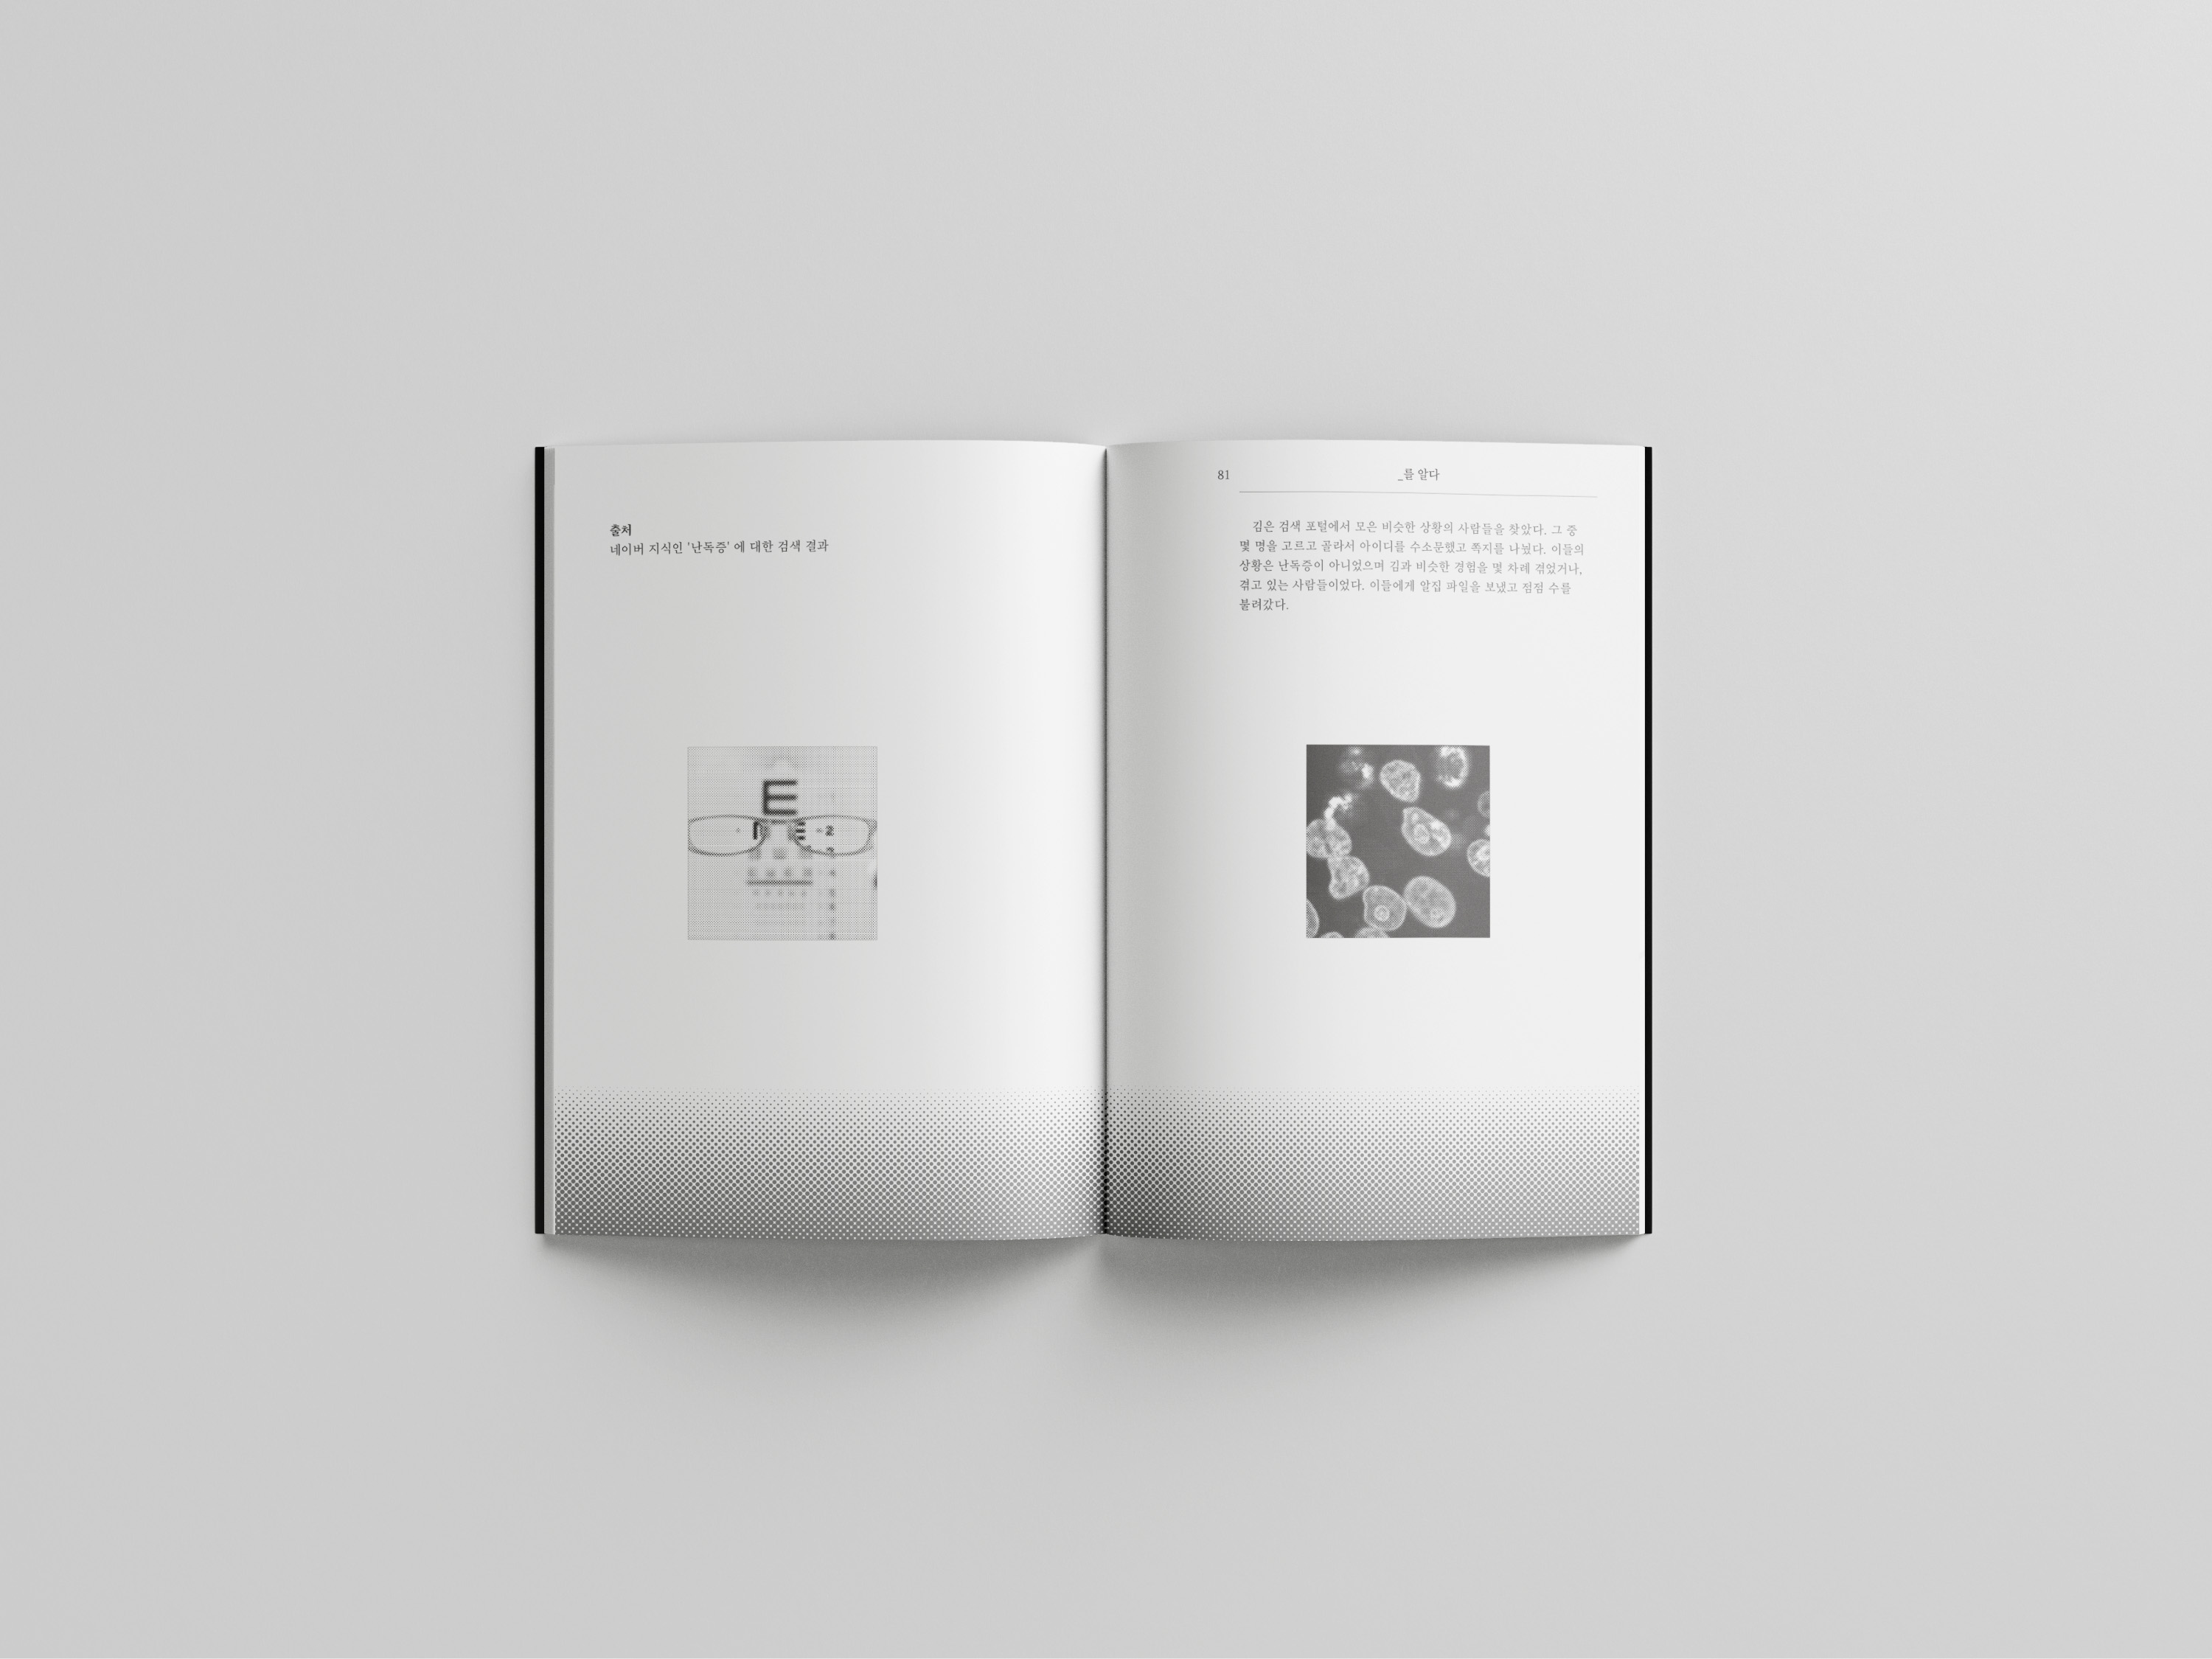 출처
네이버 지식인 '난독증' 에 대한 검색 결과
E
81
_를 알다
김은 검색 포털에서 모은 비슷한 상황의 사람들을 찾았다. 그 중
몇 명을 고르고 골라서 아이디를 수소문했고 쪽지를 나눴다. 이들의
상황은 난독증이 아니었으며 김과 비슷한 경험을 몇 차례 겪었거나,
겪고 있는 사람들이었다. 이들에게 알집 파일을 보냈고 점점 수를
불려갔다.